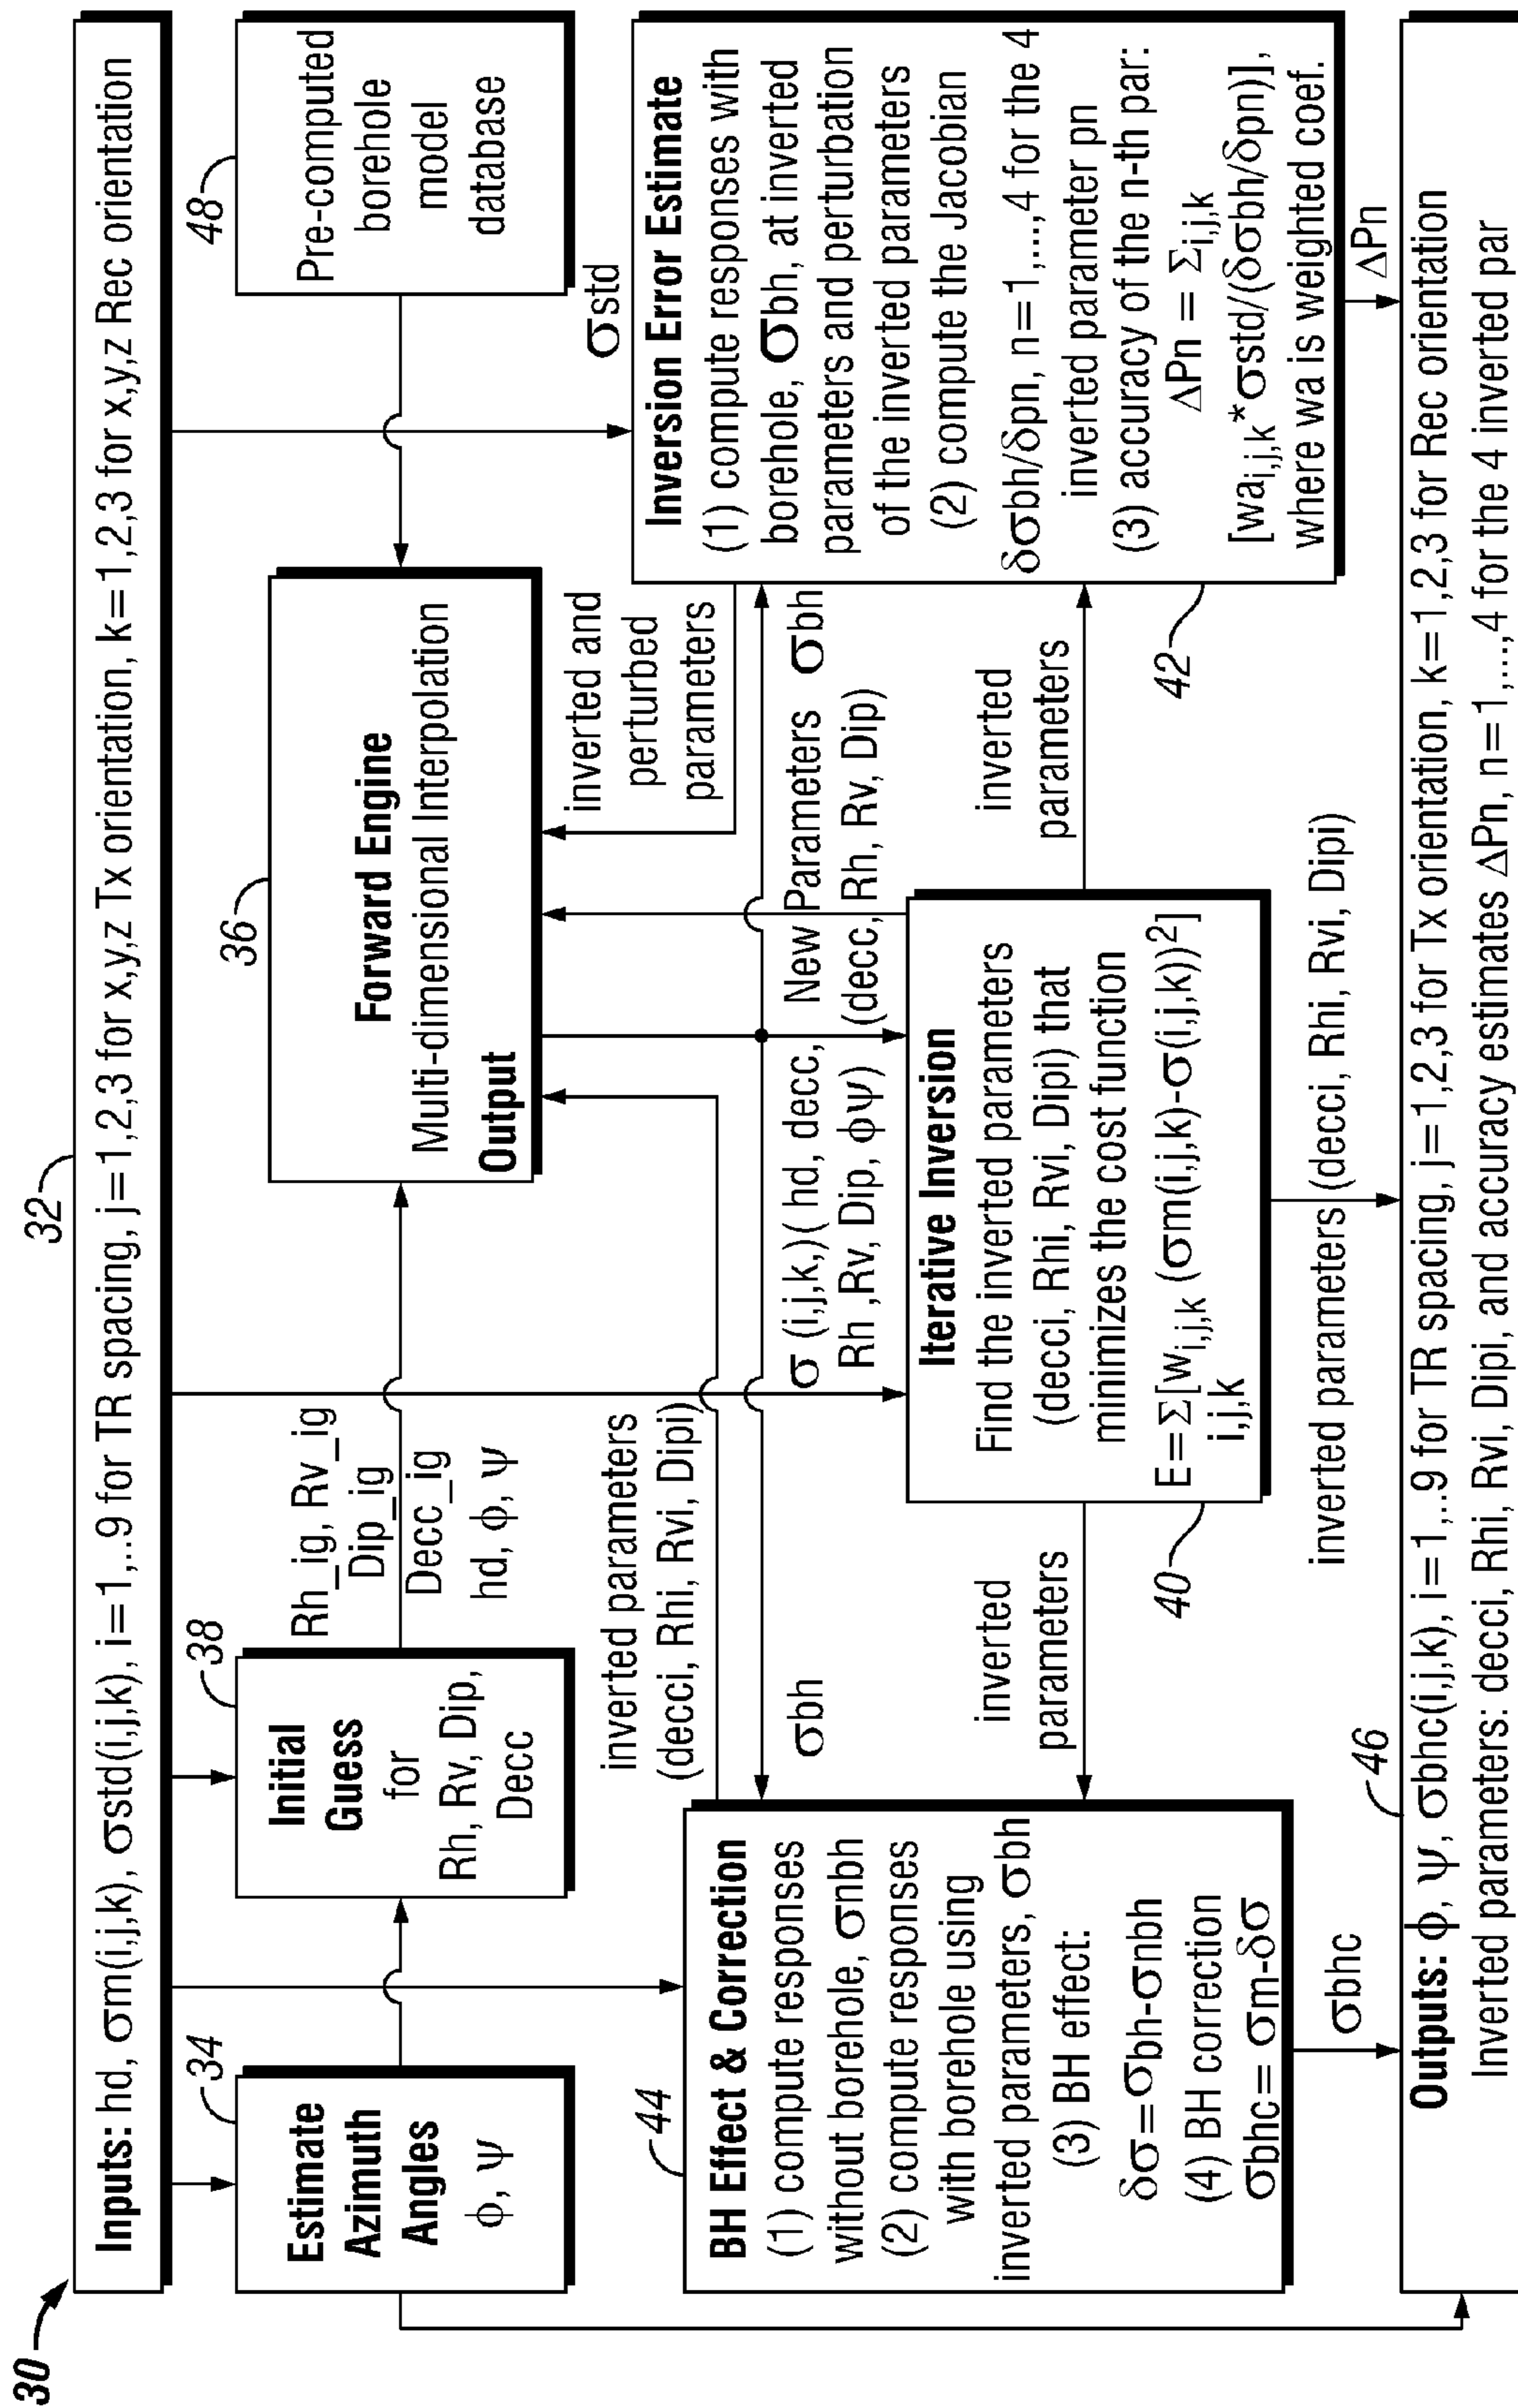 30
32
Inputs: hd, σm(i,j,k), σstd(i,j,k), i=1,..9 for TR spacing, j=1,2,3 for x,y,z Tx orientation, k=1,2,3 for x,y,z Rec orientation
34
Estimate
Azimuth
Angles
ϕ, ψ
38
Initial
Guess
for
Rh, Rv, Dip,
Decc
Rh_ig, Rv_ig
Dip_ig
Decc_ig
hd, ϕ, ψ
36
Forward Engine
Multi-dimensional Interpolation
Output
48
Pre-computed
borehole
model
database
σstd
inverted parameters
(decci, Rhi, Rvi, Dipi)
σbh
inverted and
perturbed
parameters
σ (i,j,k,)( hd, decc,
Rh ,Rv, Dip, ϕψ)
New Parameters
(decc, Rh, Rv, Dip)
σbh
44
BH Effect & Correction
(1) compute responses
without borehole, σnbh
(2) compute responses
with borehole using
inverted parameters, σbh
(3) BH effect:
δσ=σbh-σnbh
(4) BH correction
σbhc= σm-δσ
inverted
parameters
40
Iterative Inversion
Find the inverted parameters
(decci, Rhi, Rvi, Dipi) that
minimizes the cost function
E=Σ[wi,j,k (σm(i,j,k)-σ(i,j,k))2]
i,j,k
inverted
parameters
42
Inversion Error Estimate
(1) compute responses with
borehole, σbh, at inverted
parameters and perturbation
of the inverted parameters
(2) compute the Jacobian
δσbh/δpn, n=1,...,4 for the 4
inverted parameter pn
(3) accuracy of the n-th par:
ΔPn = Σi,j,k
[wai,j,k*σstd/(δσbh/δpn)],
where wa is weighted coef.
σbhc
inverted parameters (decci, Rhi, Rvi, Dipi)
ΔPn
46
Outputs: ϕ, ψ, σbhc(i,j,k), i=1,..9 for TR spacing, j=1,2,3 for Tx orientation, k=1,2,3 for Rec orientation
Inverted parameters: decci, Rhi, Rvi, Dipi, and accuracy estimates ΔPn, n=1,...,4 for the 4 inverted par